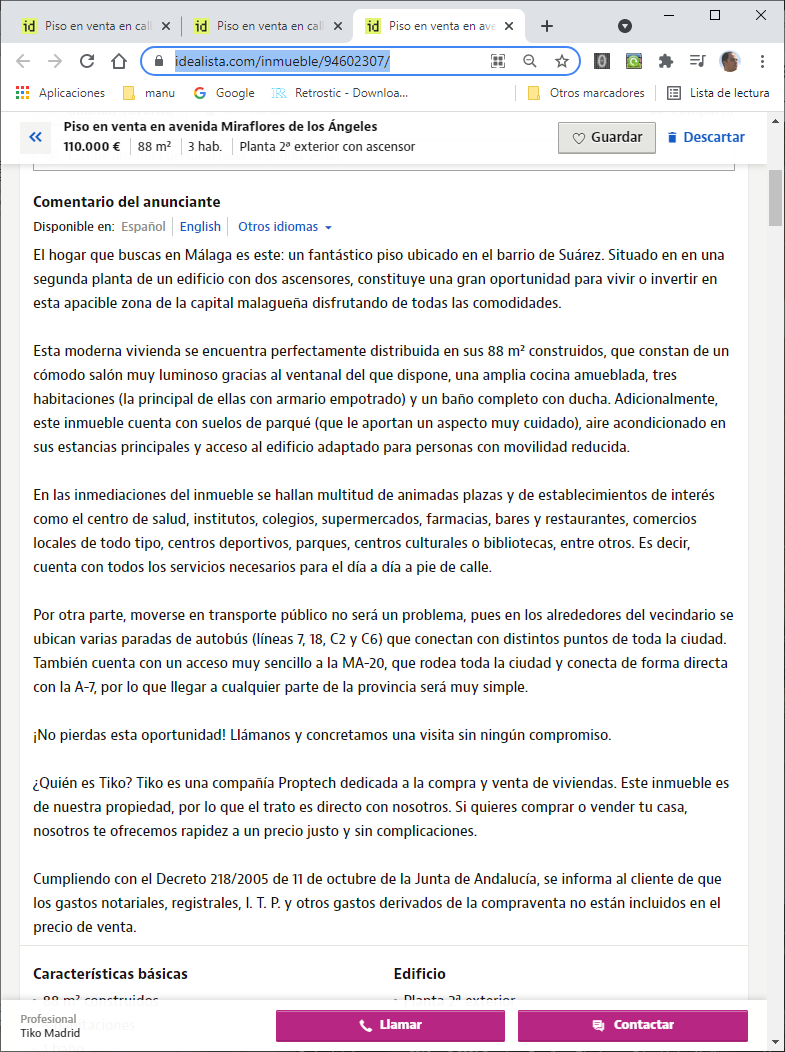 Piso en venta en call
Piso en venta en call
Piso en venta en ave
idealista.com/inmueble/94602307/
Aplicaciones manu Google Retrostic - Downloa... Otros marcadores Lista de lectura
Piso en venta en avenida Miraflores de los Ángeles
110.000 € 88 m² 3 hab. Planta 2ª exterior con ascensor
Guardar Descartar
Comentario del anunciante
Disponible en: Español English Otros idiomas
El hogar que buscas en Málaga es este: un fantástico piso ubicado en el barrio de Suárez. Situado en en una
segunda planta de un edificio con dos ascensores, constituye una gran oportunidad para vivir o invertir en
esta apacible zona de la capital malagueña disfrutando de todas las comodidades.
Esta moderna vivienda se encuentra perfectamente distribuida en sus 88 m² construidos, que constan de un
cómodo salón muy luminoso gracias al ventanal del que dispone, una amplia cocina amueblada, tres
habitaciones (la principal de ellas con armario empotrado) y un baño completo con ducha. Adicionalmente,
este inmueble cuenta con suelos de parqué (que le aportan un aspecto muy cuidado), aire acondicionado en
sus estancias principales y acceso al edificio adaptado para personas con movilidad reducida.
En las inmediaciones del inmueble se hallan multitud de animadas plazas y de establecimientos de interés
como el centro de salud, institutos, colegios, supermercados, farmacias, bares y restaurantes, comercios
locales de todo tipo, centros deportivos, parques, centros culturales o bibliotecas, entre otros. Es decir,
cuenta con todos los servicios necesarios para el día a día a pie de calle.
Por otra parte, moverse en transporte público no será un problema, pues en los alrededores del vecindario se
ubican varias paradas de autobús (líneas 7, 18, C2 y C6) que conectan con distintos puntos de toda la ciudad.
También cuenta con un acceso muy sencillo a la MA-20, que rodea toda la ciudad y conecta de forma directa
con la A-7, por lo que llegar a cualquier parte de la provincia será muy simple.
¡No pierdas esta oportunidad! Llámanos y concretamos una visita sin ningún compromiso.
¿Quién es Tiko? Tiko es una compañía Proptech dedicada a la compra y venta de viviendas. Este inmueble es
de nuestra propiedad, por lo que el trato es directo con nosotros. Si quieres comprar o vender tu casa,
nosotros te ofrecemos rapidez a un precio justo y sin complicaciones.
Cumpliendo con el Decreto 218/2005 de 11 de octubre de la Junta de Andalucía, se informa al cliente de que
los gastos notariales, registrales, I. T. P. y otros gastos derivados de la compraventa no están incluidos en el
precio de venta.
Características básicas Edificio
88 m² construidos Planta 2ª exterior
Profesional
Tiko Madrid
Llamar Contactar